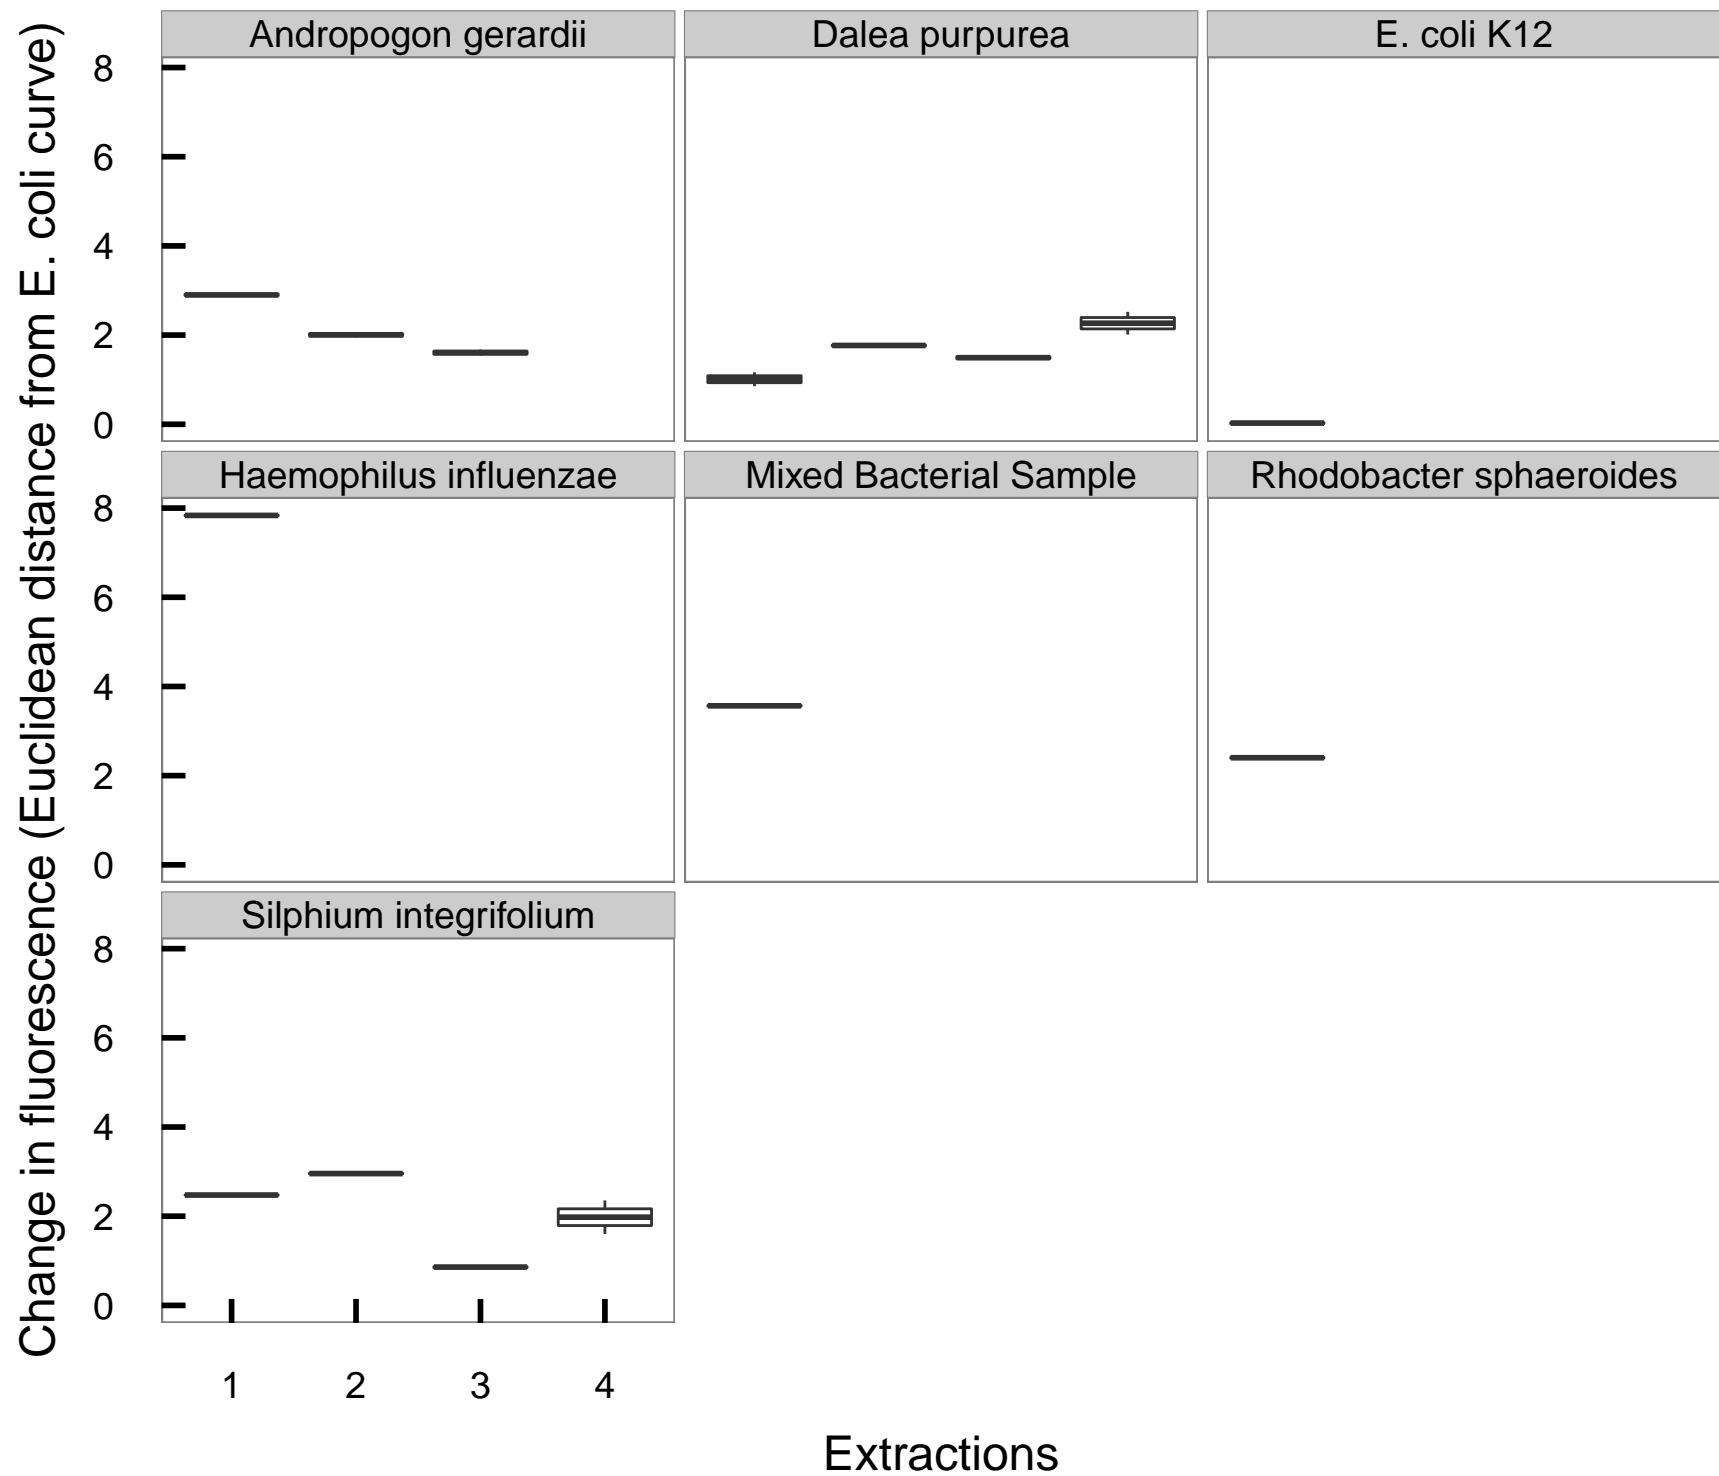 Change in fluorescence (Euclidean distance from E. coli curve)
Andropogon gerardii
Dalea purpurea
E. coli K12
8
6
4
2
0
Haemophilus influenzae
Mixed Bacterial Sample
Rhodobacter sphaeroides
8
6
4
2
0
Silphium integrifolium
8
6
4
2
0
1 2 3 4
Extractions